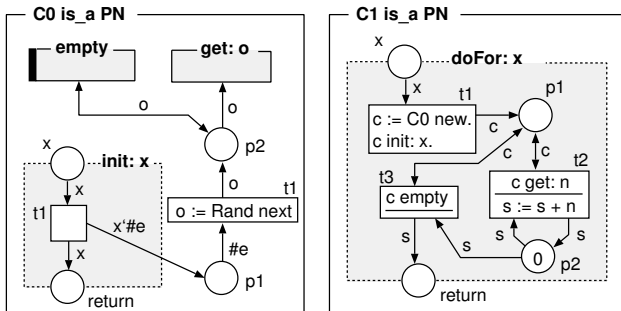 C0 is_a PN
empty
get: o
o
o
p2
o
t1
o := Rand next
#e
p1
x
init: x
x
t1
x‘#e
x
return
C1 is_a PN
x
doFor: x
x
t1
p1
c := C0 new.
c init: x.
c
c
c
t3
t2
c empty
c get: n
s := s + n
s
s
s
s
0
p2
return